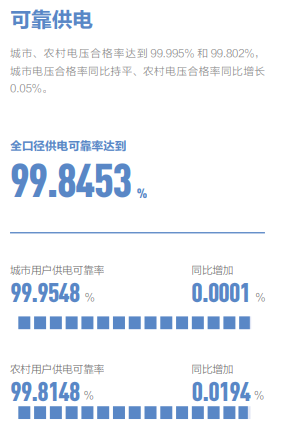 可靠供电
城市、农村电压合格率达到 99.995% 和 99.802%，
城市电压合格率同比持平、农村电压合格率同比增长
0.05%。
全口径供电可靠率达到
99.8453 %
城市用户供电可靠率 同比增加
99.9548 % 0.0001 %
农村用户供电可靠率 同比增加
99.8148 % 0.0194 %